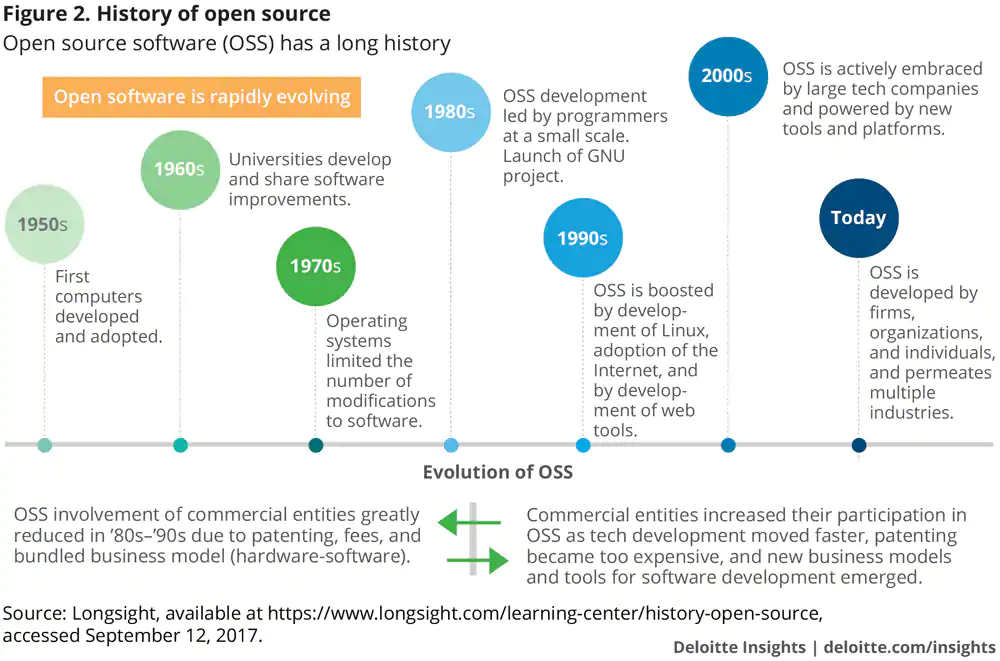 Figure 2. History of open source
Open source software (OSS) has a long history
Open software is rapidly evolving
1950s
First
computers
developed
and adopted.
1960s
Universities develop
and share software
improvements.
1970s
Operating
systems
limited the
number of
modifications
to software.
1980s
OSS development
led by programmers
at a small scale.
Launch of GNU
project.
1990s
OSS is boosted
by develop-
ment of Linux,
adoption of the
Internet, and
by develop-
ment of web
tools.
2000s
OSS is actively embraced
by large tech companies
and powered by new
tools and platforms.
Today
OSS is
developed by
firms,
organizations,
and individuals,
and permeates
multiple
industries.
Evolution of OSS
OSS involvement of commercial entities greatly
reduced in ’80s–’90s due to patenting, fees, and
bundled business model (hardware-software).
Commercial entities increased their participation in
OSS as tech development moved faster, patenting
became too expensive, and new business models
and tools for software development emerged.
Source: Longsight, available at https://www.longsight.com/learning-center/history-open-source,
accessed September 12, 2017.
Deloitte Insights | deloitte.com/insights